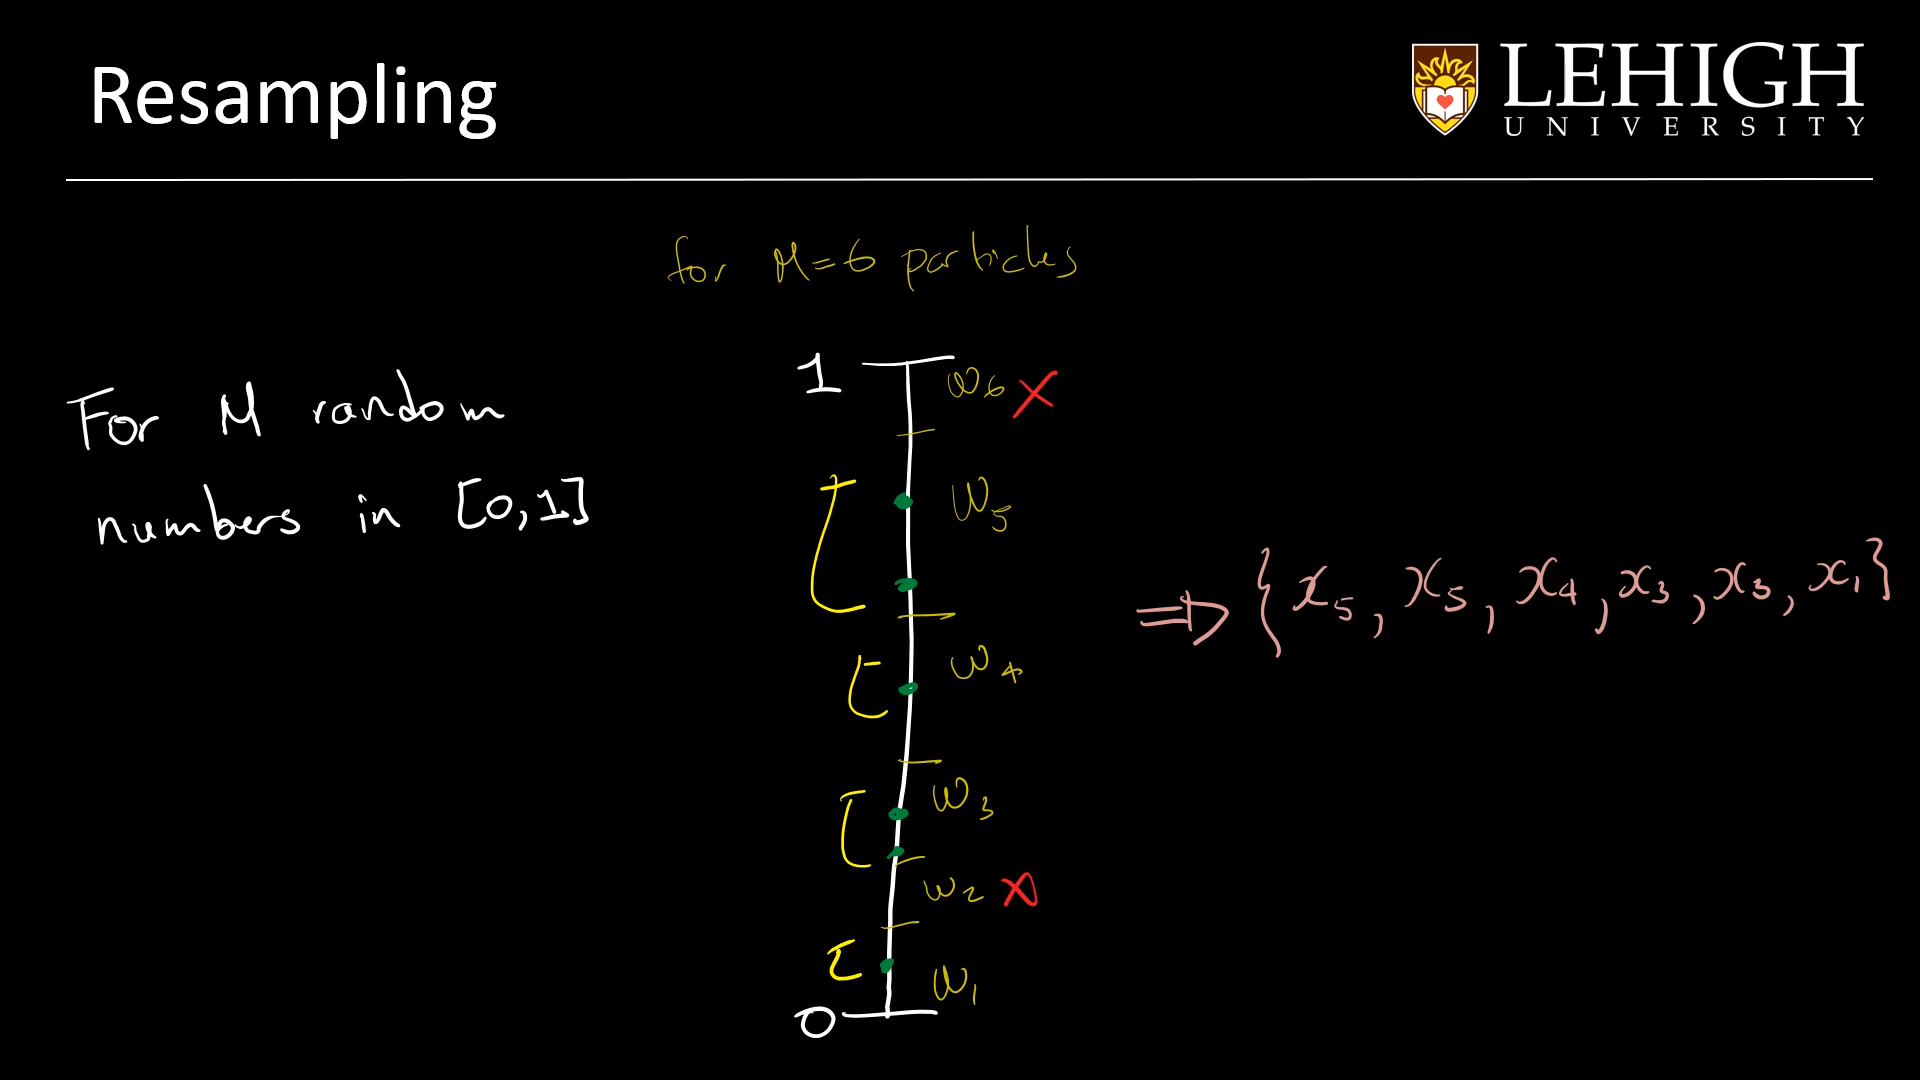 Resampling
LEHIGH
UNIVERSITY
for M=6 particles
For M random
numbers in [0,1]
1
w₆ X
w₅
w₄
w₃
w₂ X
w₁
0
⇒ {x₅, x₅, x₄, x₃, x₃, x₁}